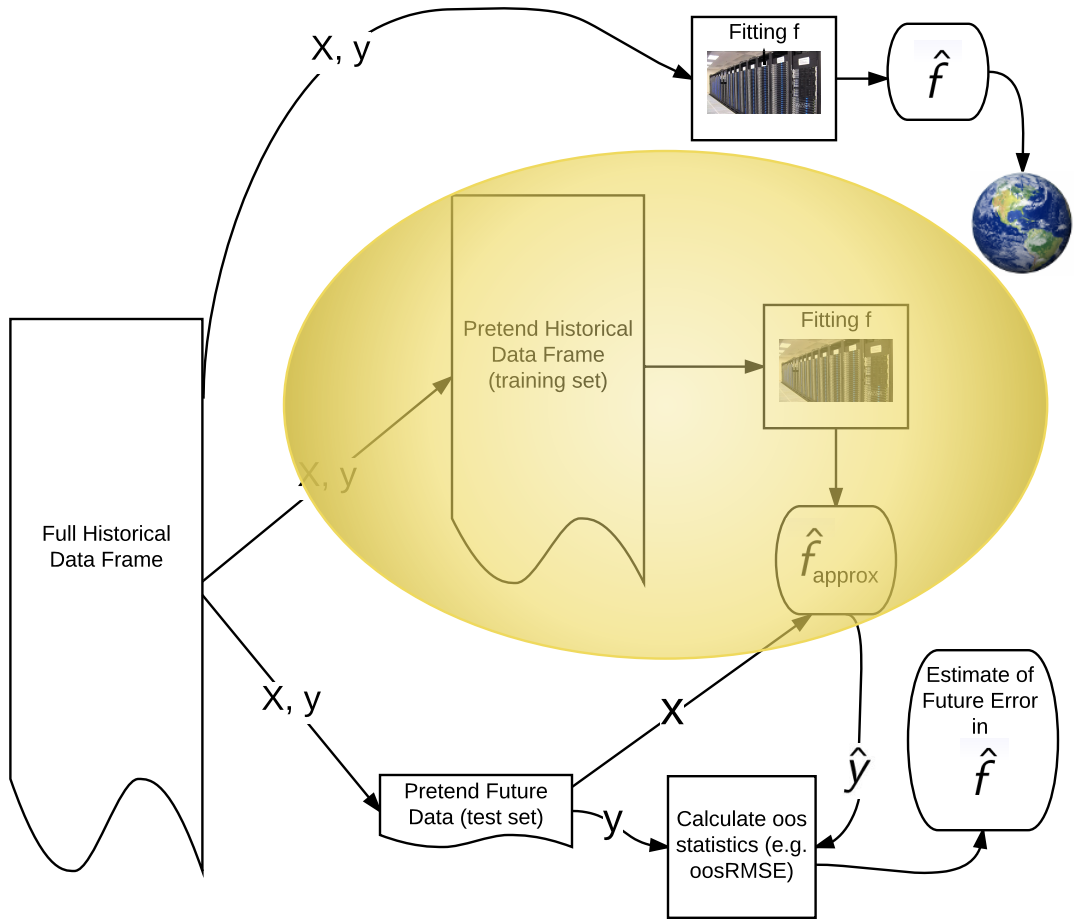 X, y
Fitting f
f̂
Pretend Historical
Data Frame
(training set)
Fitting f
X, y
Full Historical
Data Frame
f̂approx
X, y
X
Estimate of
Future Error
in
f̂
ŷ
Pretend Future
Data (test set)
y
Calculate oos
statistics (e.g.
oosRMSE)